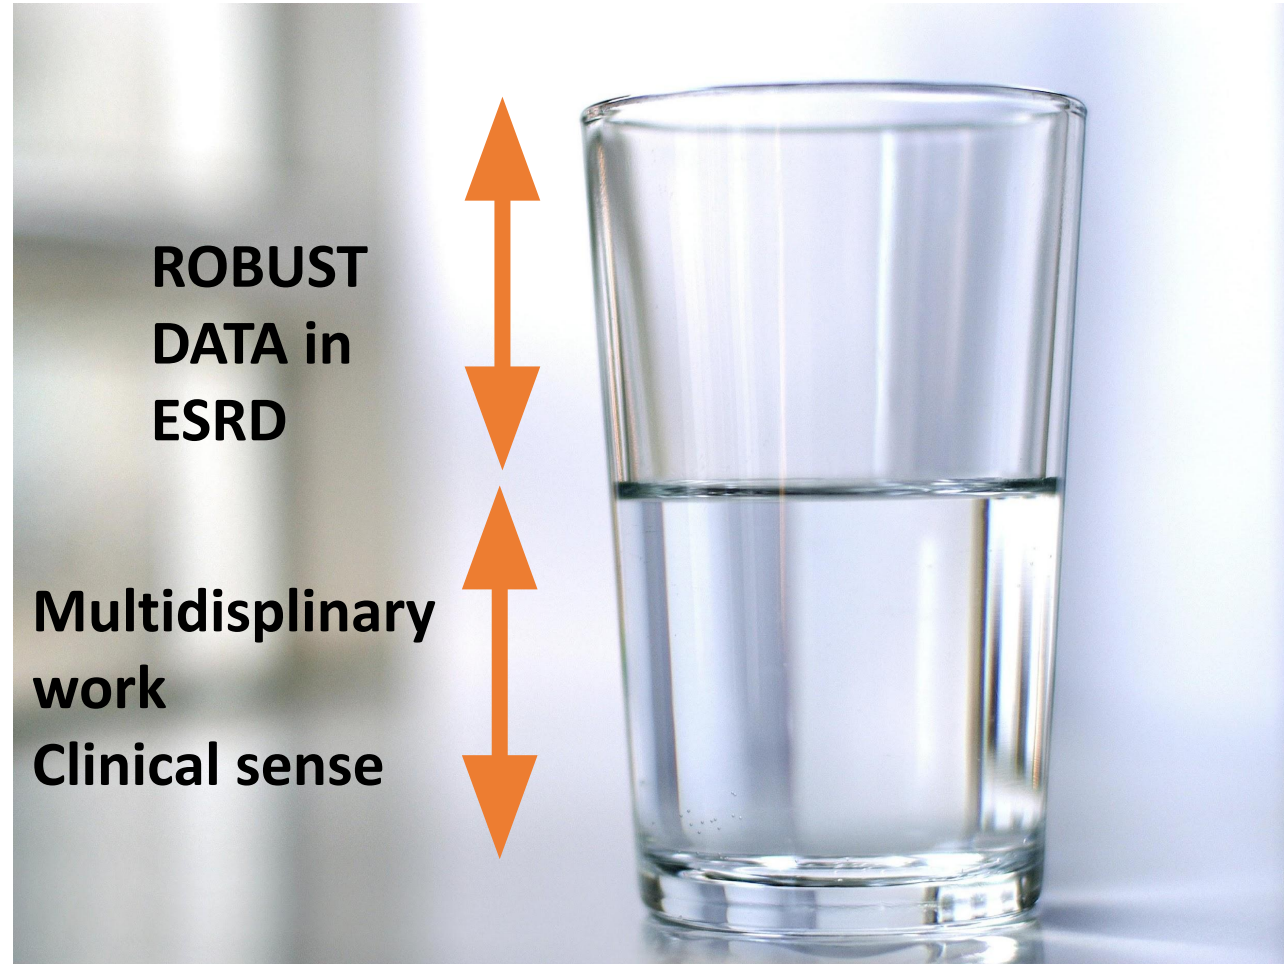 ROBUST
DATA in
ESRD
Multidisplinary
work
Clinical sense